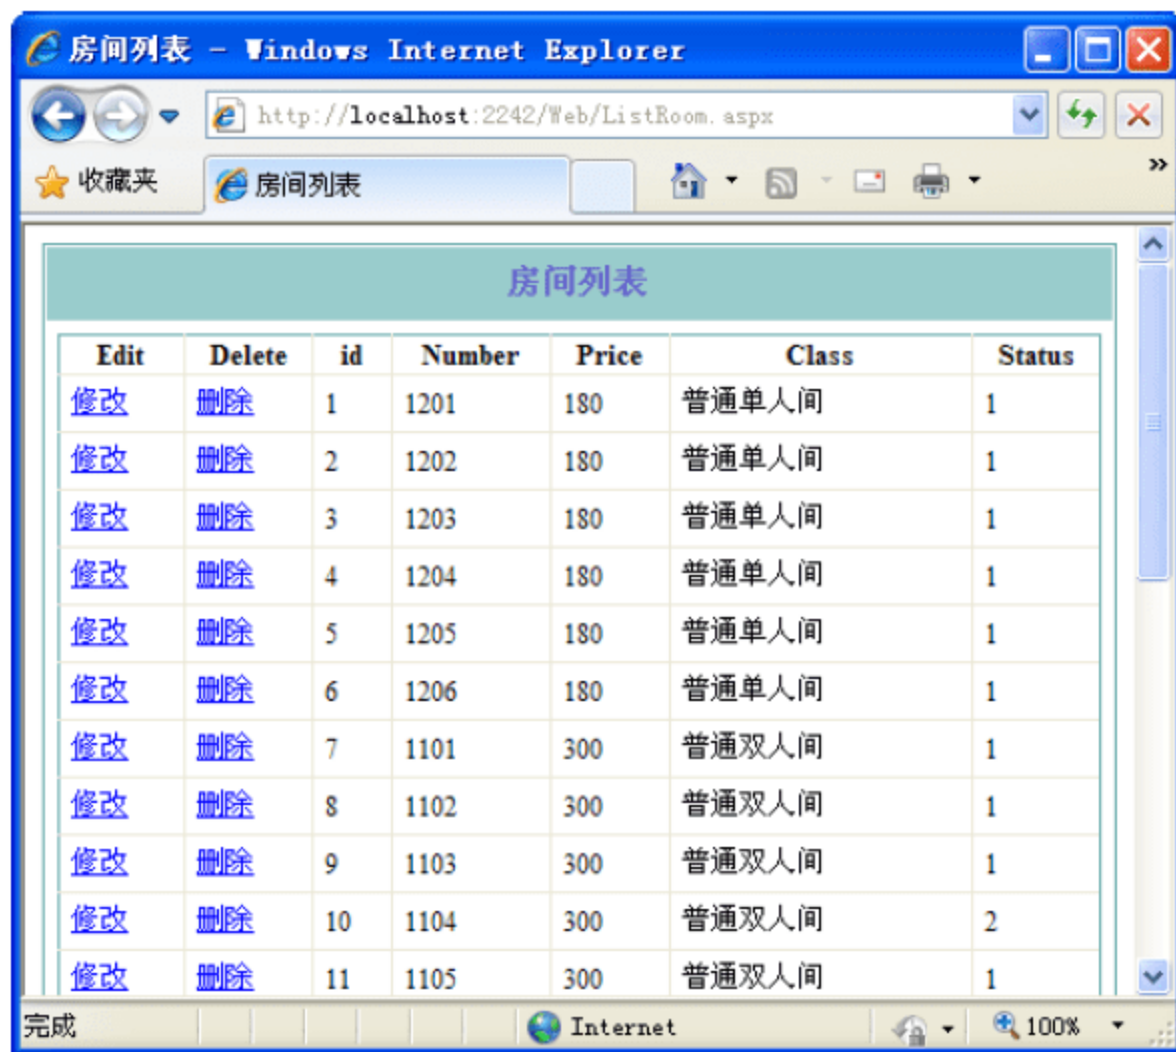 房间列表 - Windows Internet Explorer
http://localhost:2242/Web/ListRoom.aspx
收藏夹 房间列表 »
房间列表
Edit Delete id Number Price Class Status
修改 删除 1 1201 180 普通单人间 1
修改 删除 2 1202 180 普通单人间 1
修改 删除 3 1203 180 普通单人间 1
修改 删除 4 1204 180 普通单人间 1
修改 删除 5 1205 180 普通单人间 1
修改 删除 6 1206 180 普通单人间 1
修改 删除 7 1101 300 普通双人间 1
修改 删除 8 1102 300 普通双人间 1
修改 删除 9 1103 300 普通双人间 1
修改 删除 10 1104 300 普通双人间 2
修改 删除 11 1105 300 普通双人间 1
完成 Internet 100%